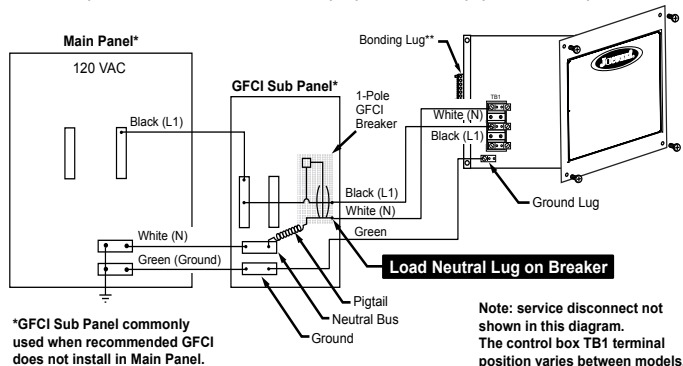 Main Panel*
120 VAC
Black (L1)
White (N)
Green (Ground)
GFCI Sub Panel*
1-Pole
GFCI
Breaker
Black (L1)
White (N)
Green
Bonding Lug**
TB1
White (N)
Black (L1)
Ground Lug
Load Neutral Lug on Breaker
Pigtail
Neutral Bus
Ground
*GFCI Sub Panel commonly
used when recommended GFCI
does not install in Main Panel.
Note: service disconnect not
shown in this diagram.
The control box TB1 terminal
position varies between models.